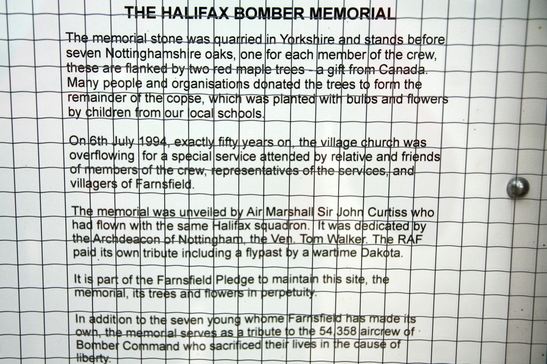 THE HALIFAX BOMBER MEMORIAL
The memorial stone was quarried in Yorkshire and stands before
seven Nottinghamshire oaks, one for each member of the crew,
these are flanked by two red maple trees - a gift from Canada.
Many people and organisations donated the trees to form the
remainder of the copse, which was planted with bulbs and flowers
by children from our local schools.
On 6th July 1994, exactly fifty years on, the village church was
overflowing for a special service attended by relative and friends
of members of the crew, representatives of the services, and
villagers of Farnsfield.
The memorial was unveiled by Air Marshall Sir John Curtiss who
had flown with the same Halifax squadron. It was dedicated by
the Archdeacon of Nottingham, the Ven. Tom Walker. The RAF
paid its own tribute including a flypast by a wartime Dakota.
It is part of the Farnsfield Pledge to maintain this site, the
memorial, its trees and flowers in perpetuity.
In addition to the seven young whome Farnsfield has made its
own, the memorial serves as a tribute to the 54,358 aircrew of
Bomber Command who sacrificed their lives in the cause of
liberty.